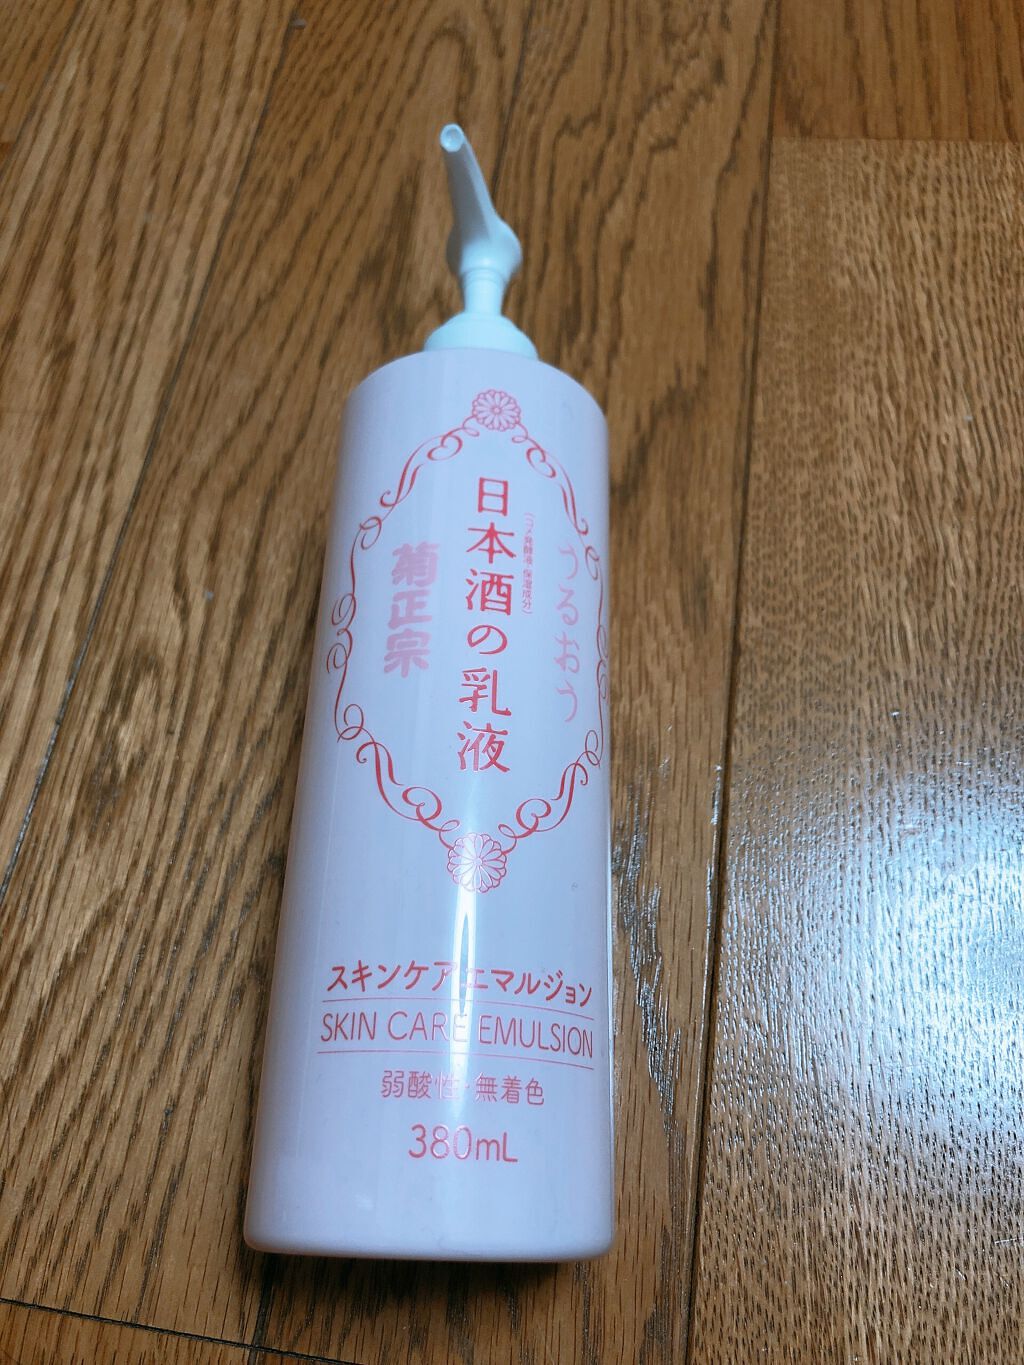 うるおう
日本酒の乳液
(コメ発酵液 保湿成分)
菊正宗
スキンケアエマルジョン
SKIN CARE EMULSION
弱酸性・無着色
380mL